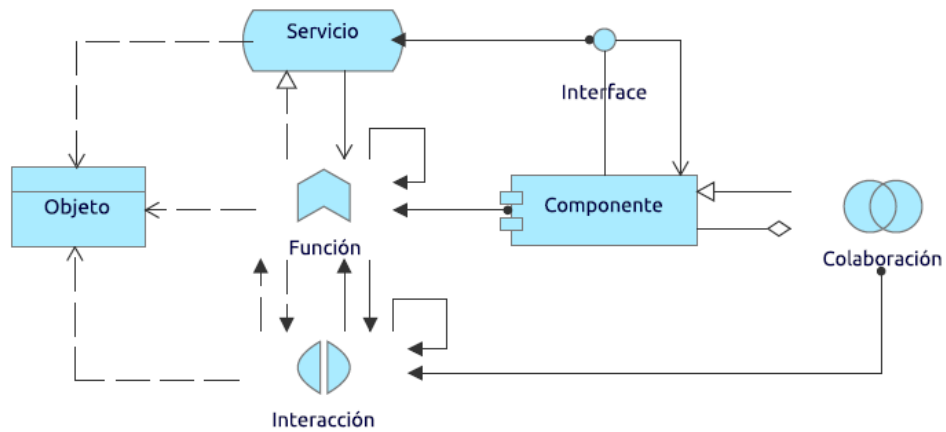 Servicio
Interface
Objeto
Componente
Función
Colaboración
Interacción